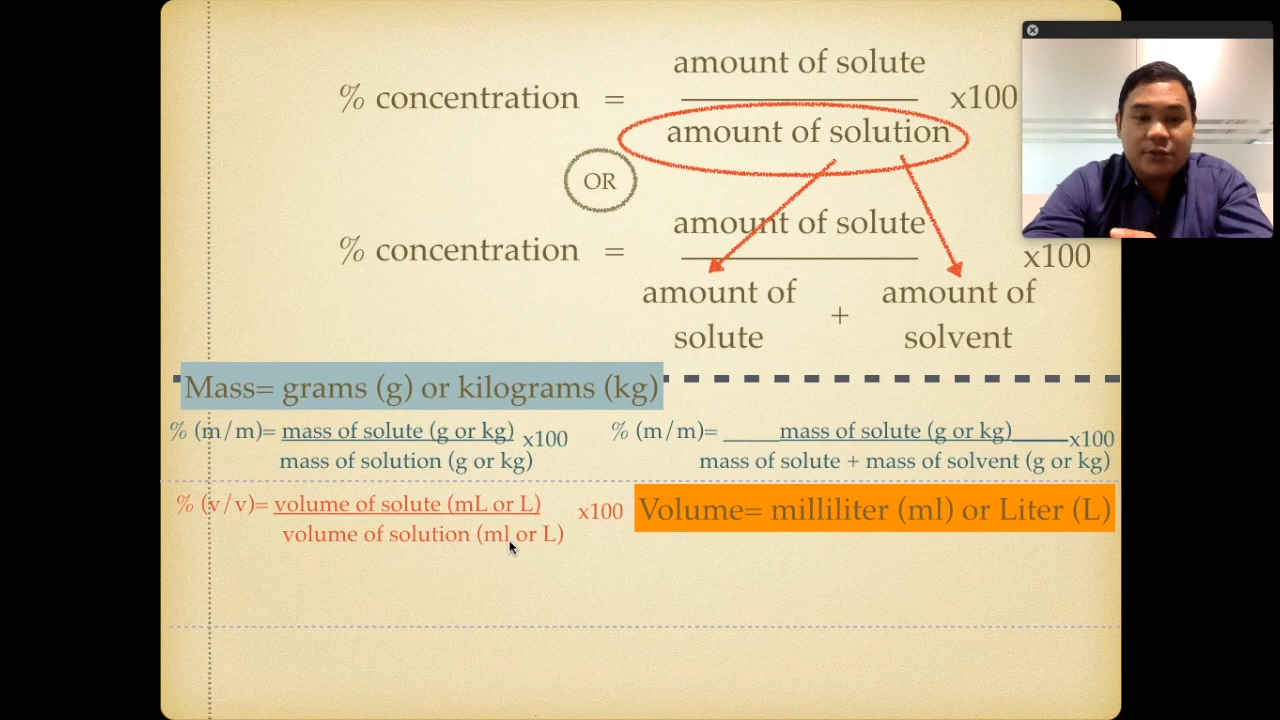 amount of solute
% concentration = x100
amount of solution
OR
amount of solute
% concentration = x100
amount of solute + amount of solvent
Mass= grams (g) or kilograms (kg)
% (m/m)= mass of solute (g or kg) x100
mass of solution (g or kg)
% (m/m)= _____mass of solute (g or kg)_____x100
mass of solute + mass of solvent (g or kg)
% (v/v)= volume of solute (mL or L) x100
volume of solution (ml or L)
Volume= milliliter (ml) or Liter (L)